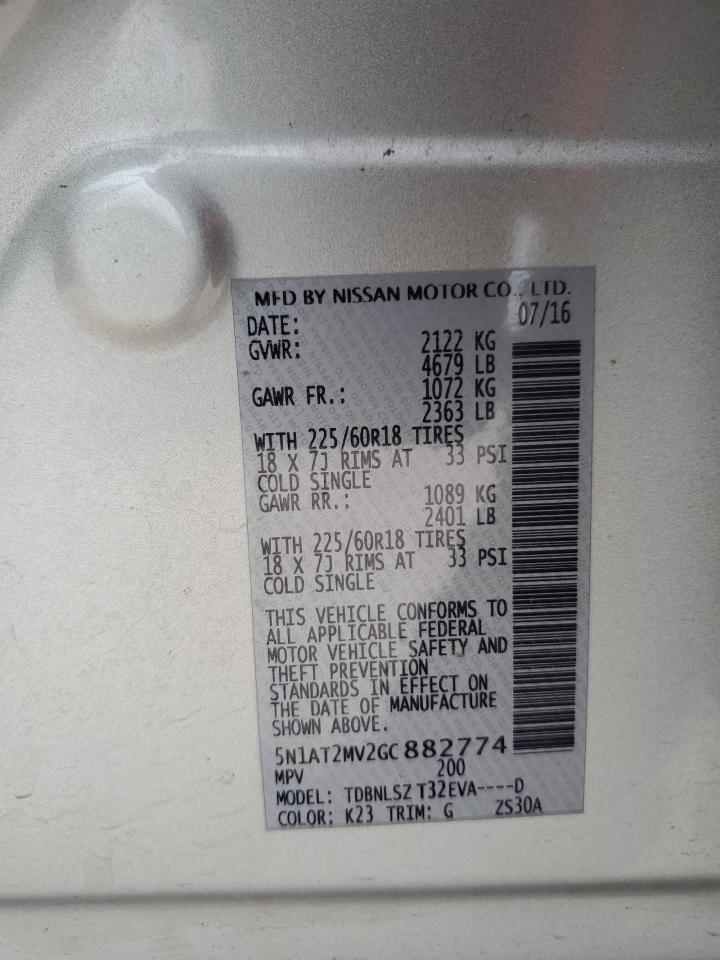 MFD BY NISSAN MOTOR CO., LTD.
DATE: 07/16
GVWR: 2122 KG
4679 LB
GAWR FR.: 1072 KG
2363 LB
WITH 225/60R18 TIRES
18 X 7J RIMS AT 33 PSI
COLD SINGLE
GAWR RR.: 1089 KG
2401 LB
WITH 225/60R18 TIRES
18 X 7J RIMS AT 33 PSI
COLD SINGLE
THIS VEHICLE CONFORMS TO
ALL APPLICABLE FEDERAL
MOTOR VEHICLE SAFETY AND
THEFT PREVENTION
STANDARDS IN EFFECT ON
THE DATE OF MANUFACTURE
SHOWN ABOVE.
5N1AT2MV2GC882774
MPV 200
MODEL: TDBNLSZ T32EVA----D
COLOR: K23 TRIM: G ZS30A